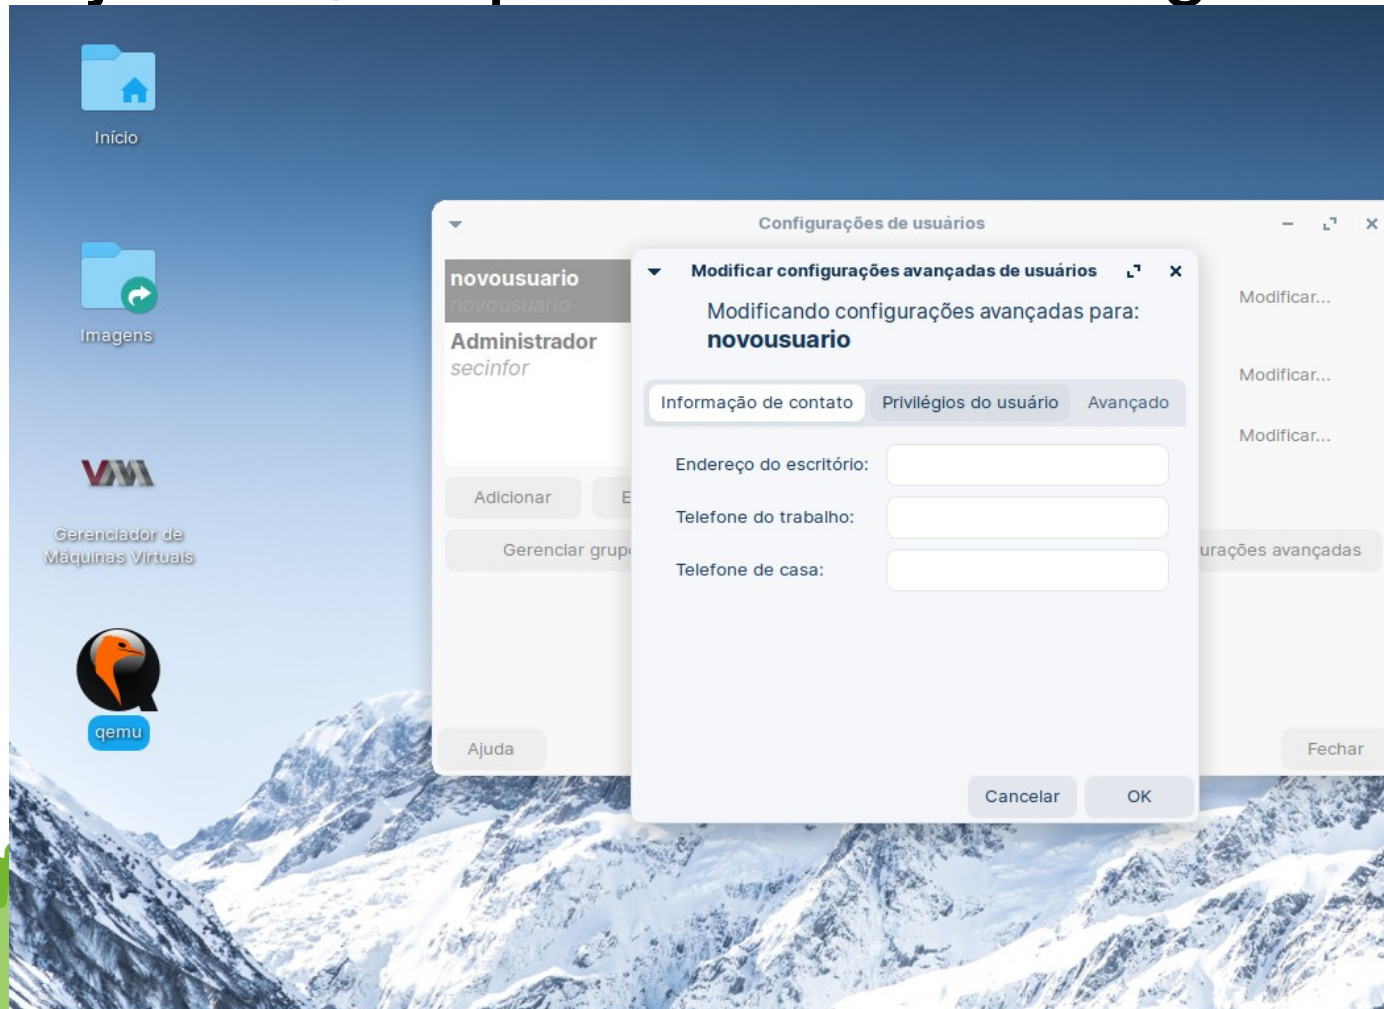 Início
Imagens
VMM
Gerenciador de
Máquinas Virtuais
qemu
Configurações de usuários
novousuario
novousuario
Administrador
secinfor
Adicionar
E
Gerenciar grup
Ajuda
Modificar...
Modificar...
Modificar...
urações avançadas
Fechar
Modificar configurações avançadas de usuários
Modificando configurações avançadas para:
novousuario
Informação de contato Privilégios do usuário Avançado
Endereço do escritório:
Telefone do trabalho:
Telefone de casa:
Cancelar OK